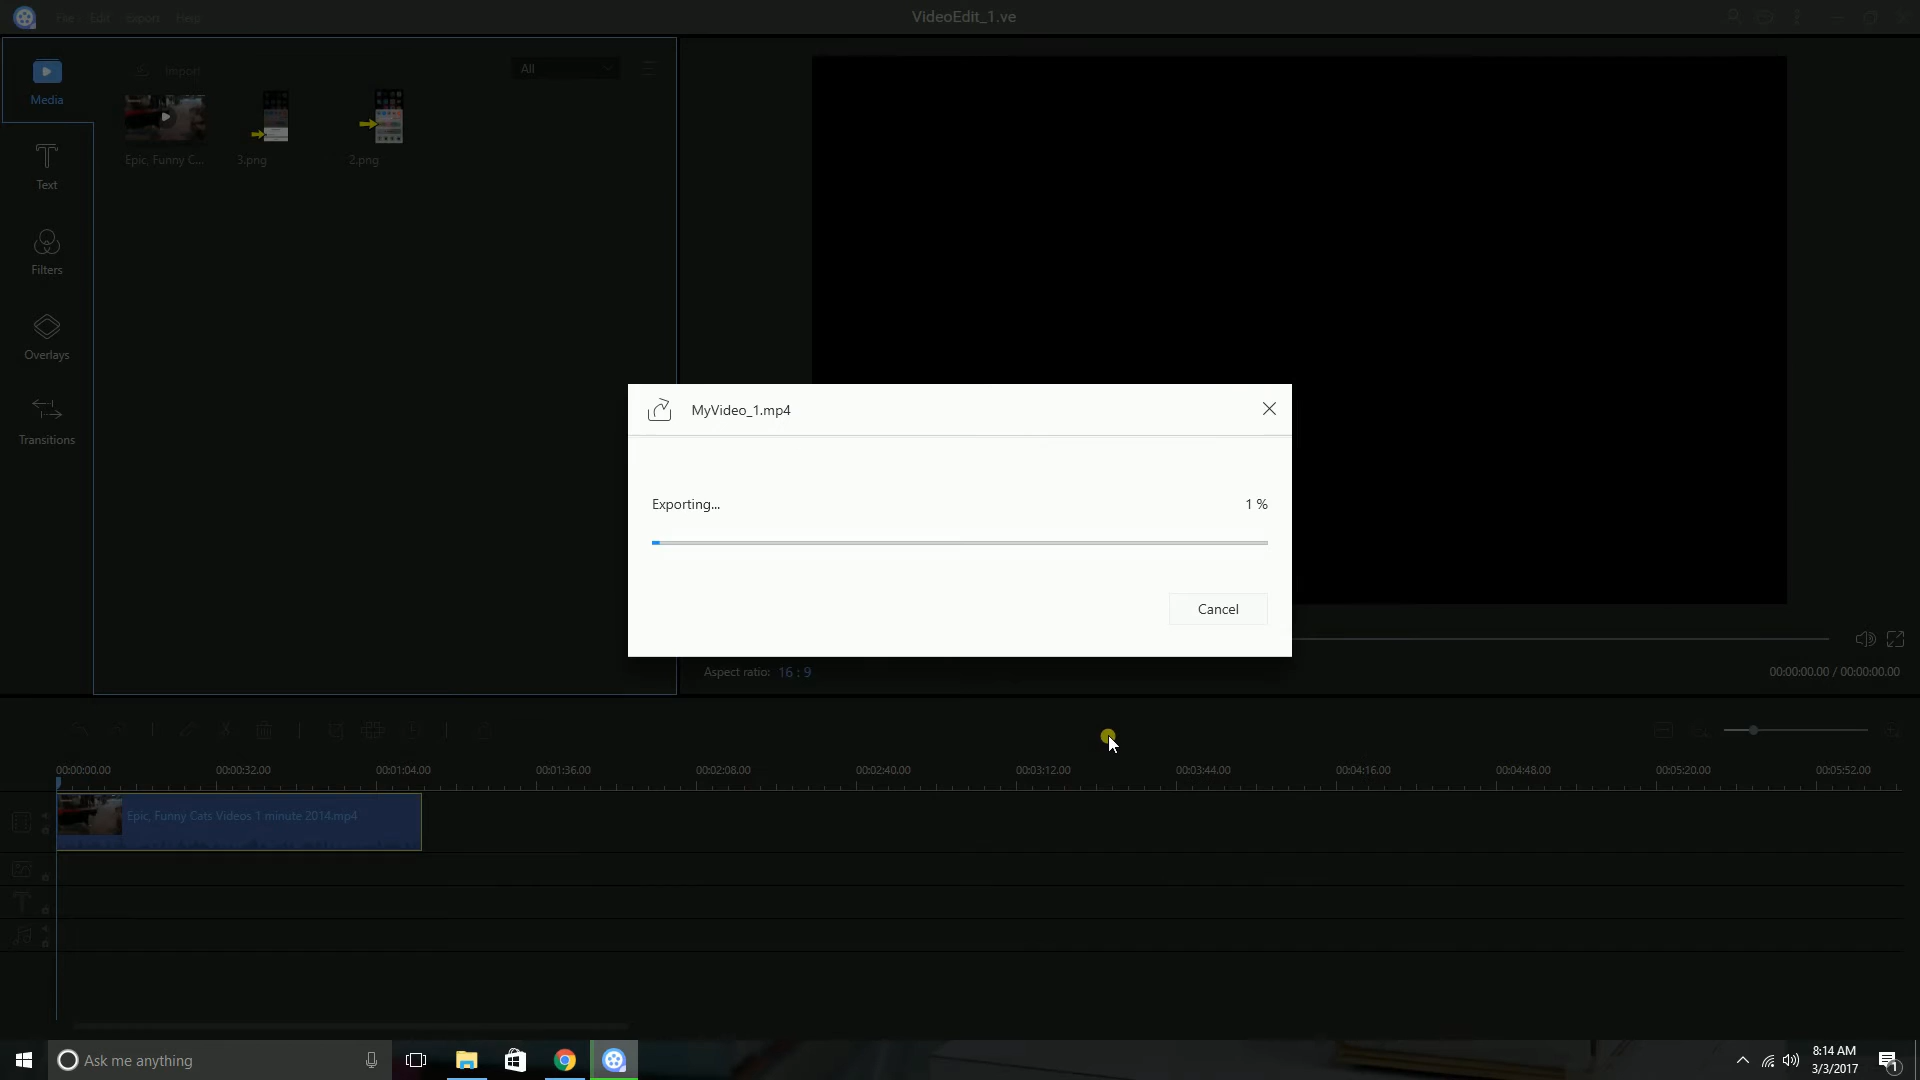 File Edit Export Help
VideoEdit_1.ve
Media
Import
All
Epic, Funny C...
3.png
2.png
Text
Filters
Overlays
Transitions
MyVideo_1.mp4
Exporting...
1 %
Cancel
Aspect ratio: 16 : 9
00:00:00.00 / 00:00:00.00
00:00:00.00 00:00:32.00 00:01:04.00 00:01:36.00 00:02:08.00 00:02:40.00 00:03:12.00 00:03:44.00 00:04:16.00 00:04:48.00 00:05:20.00 00:05:52.00
Epic, Funny Cats Videos 1 minute 2014.mp4
Ask me anything
8:14 AM
3/3/2017
1